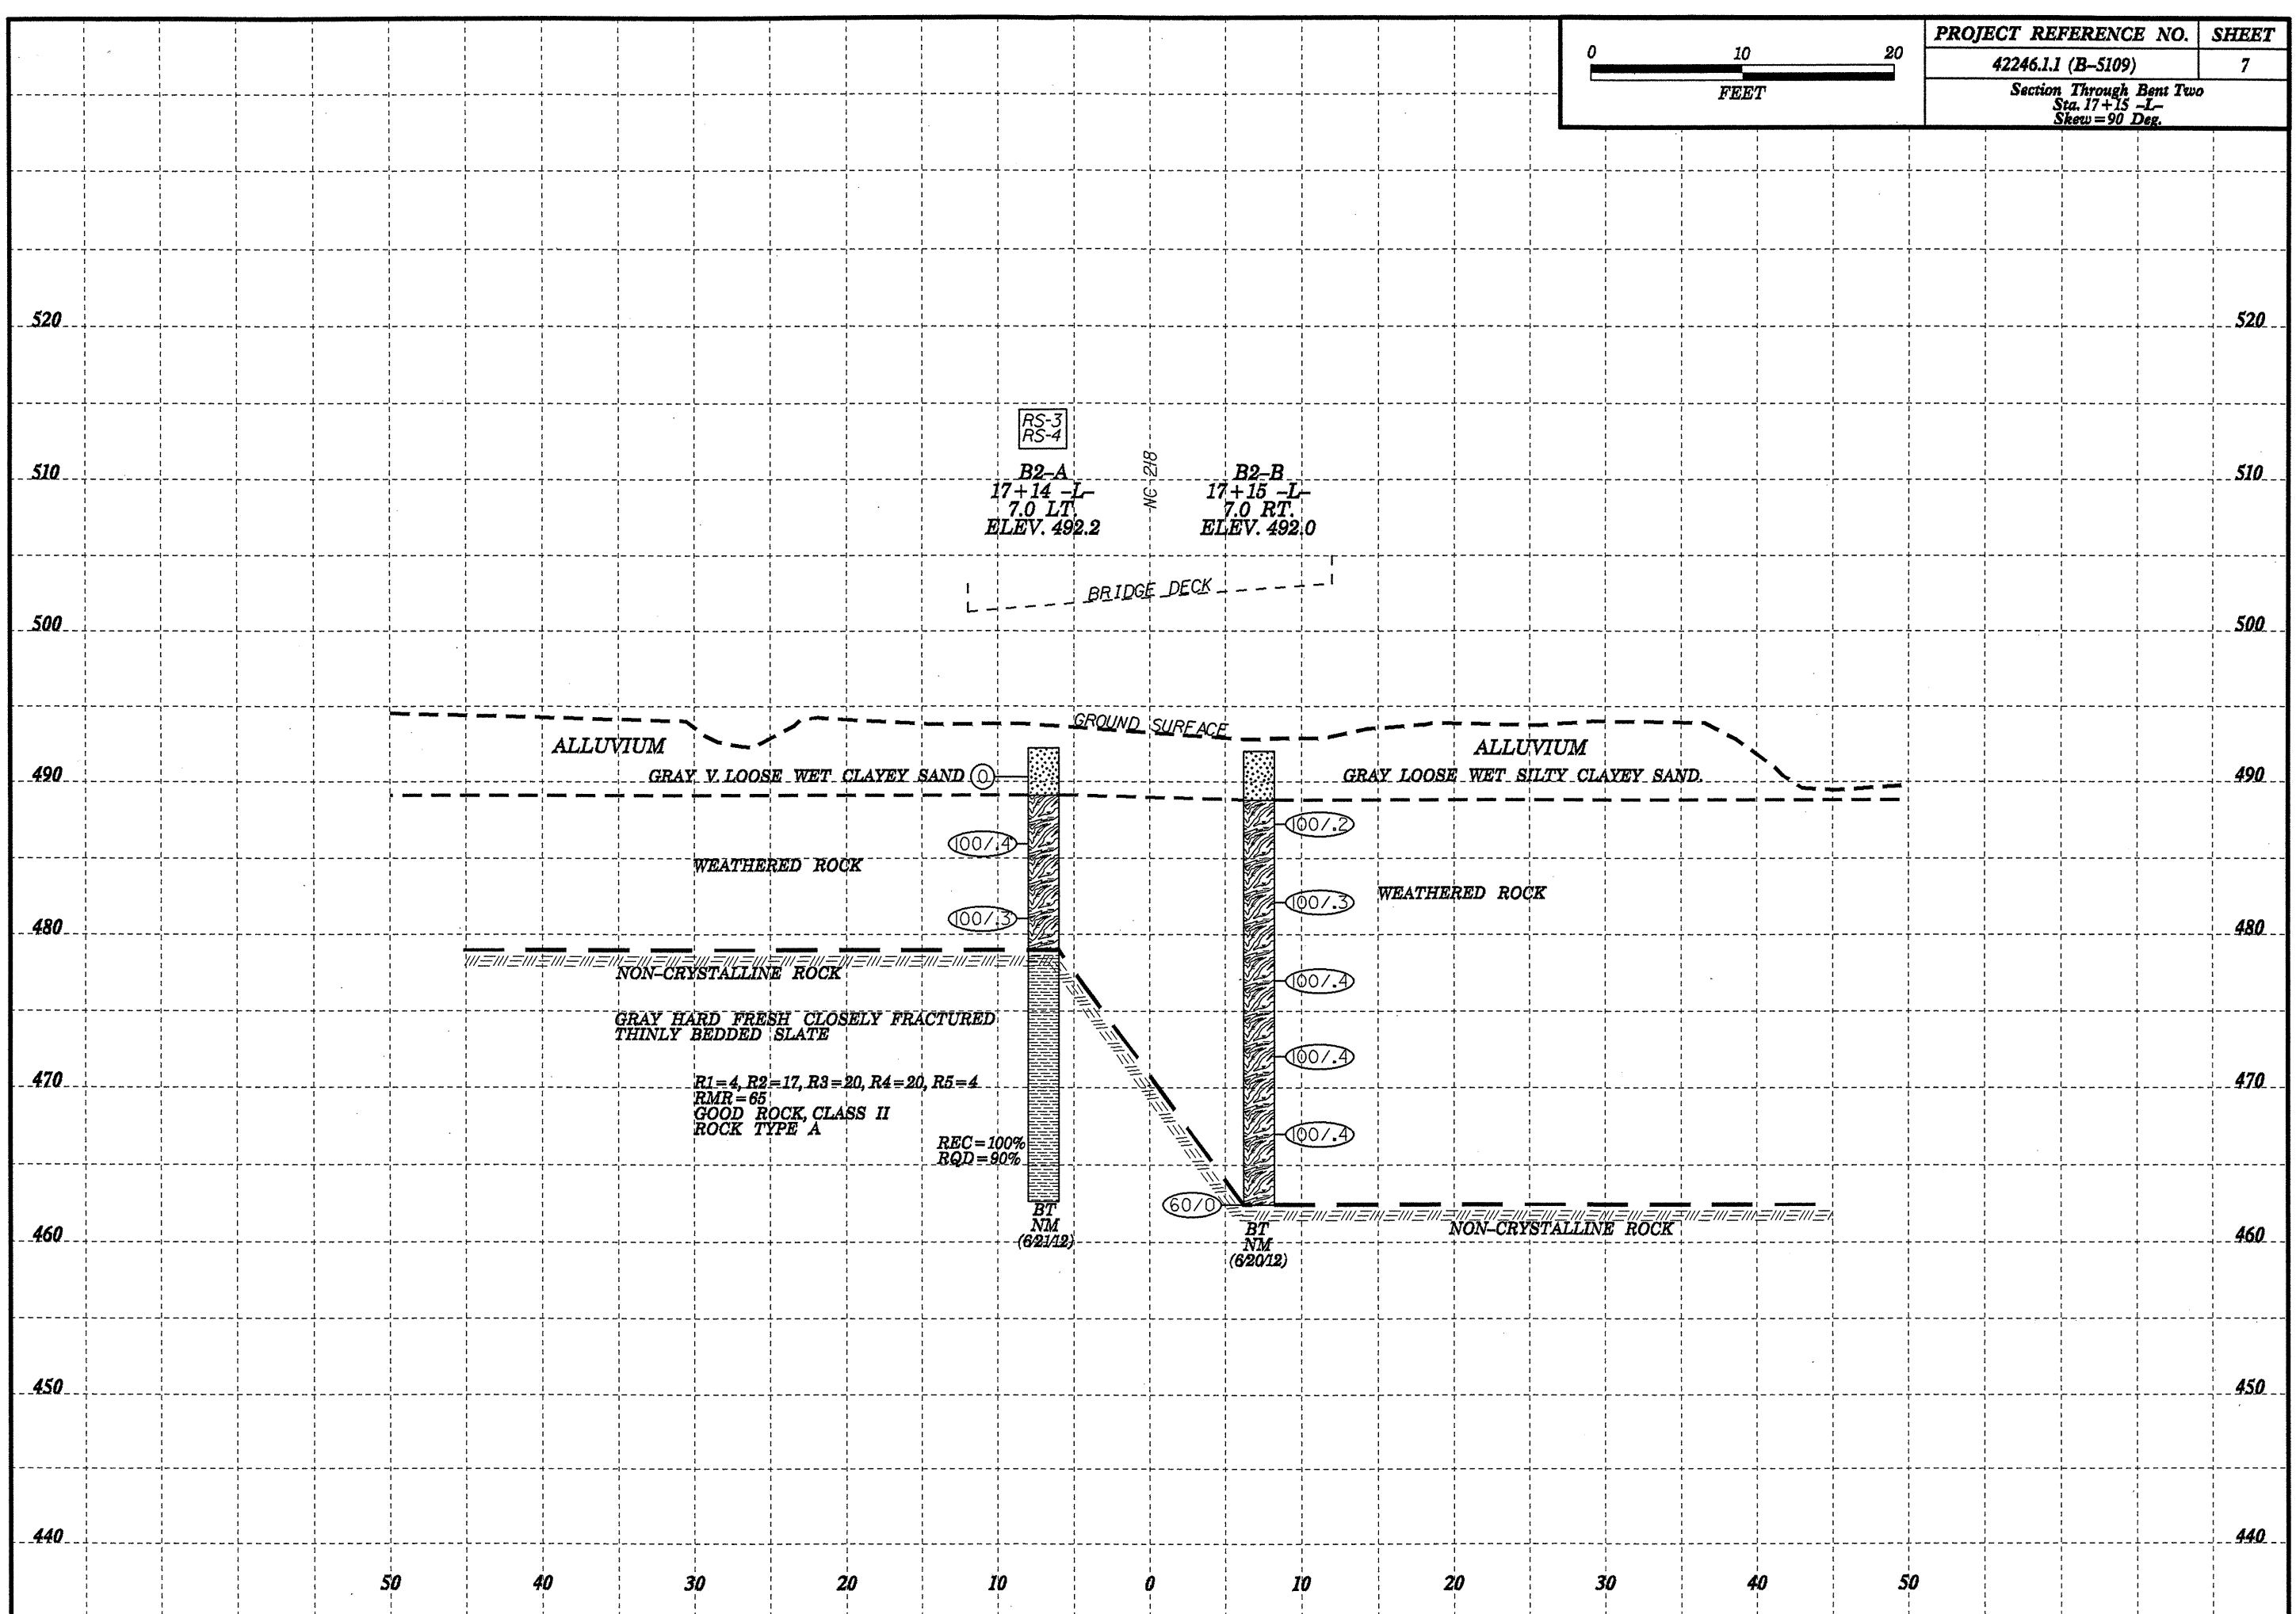 0 10 20
FEET
PROJECT REFERENCE NO. SHEET
42246.1.1 (B-5109) 7
Section Through Bent Two
Sta. 17+15 -L-
Skew=90 Deg.
520 520
RS-3
RS-4
510 510
B2-A
17+14 -L-
7.0 LT.
ELEV. 492.2
NC 218
B2-B
17+15 -L-
7.0 RT.
ELEV. 492.0
BRIDGE DECK
500 500
GROUND SURFACE
ALLUVIUM ALLUVIUM
490 GRAY V. LOOSE WET CLAYEY SAND 0 GRAY LOOSE WET SILTY CLAYEY SAND. 490
100/.2
100/.4
WEATHERED ROCK
WEATHERED ROCK
100/.3
100/.3
480 480
NON-CRYSTALLINE ROCK
100/.4
GRAY HARD FRESH CLOSELY FRACTURED
THINLY BEDDED SLATE
100/.4
470 470
R1=4, R2=17, R3=20, R4=20, R5=4
RMR=65
GOOD ROCK, CLASS II
ROCK TYPE A
100/.4
REC=100%
RQD=90%
60/0
BT
NM
(6/21/12)
BT
NM
(6/20/12)
NON-CRYSTALLINE ROCK
460 460
450 450
440 440
50 40 30 20 10 0 10 20 30 40 50